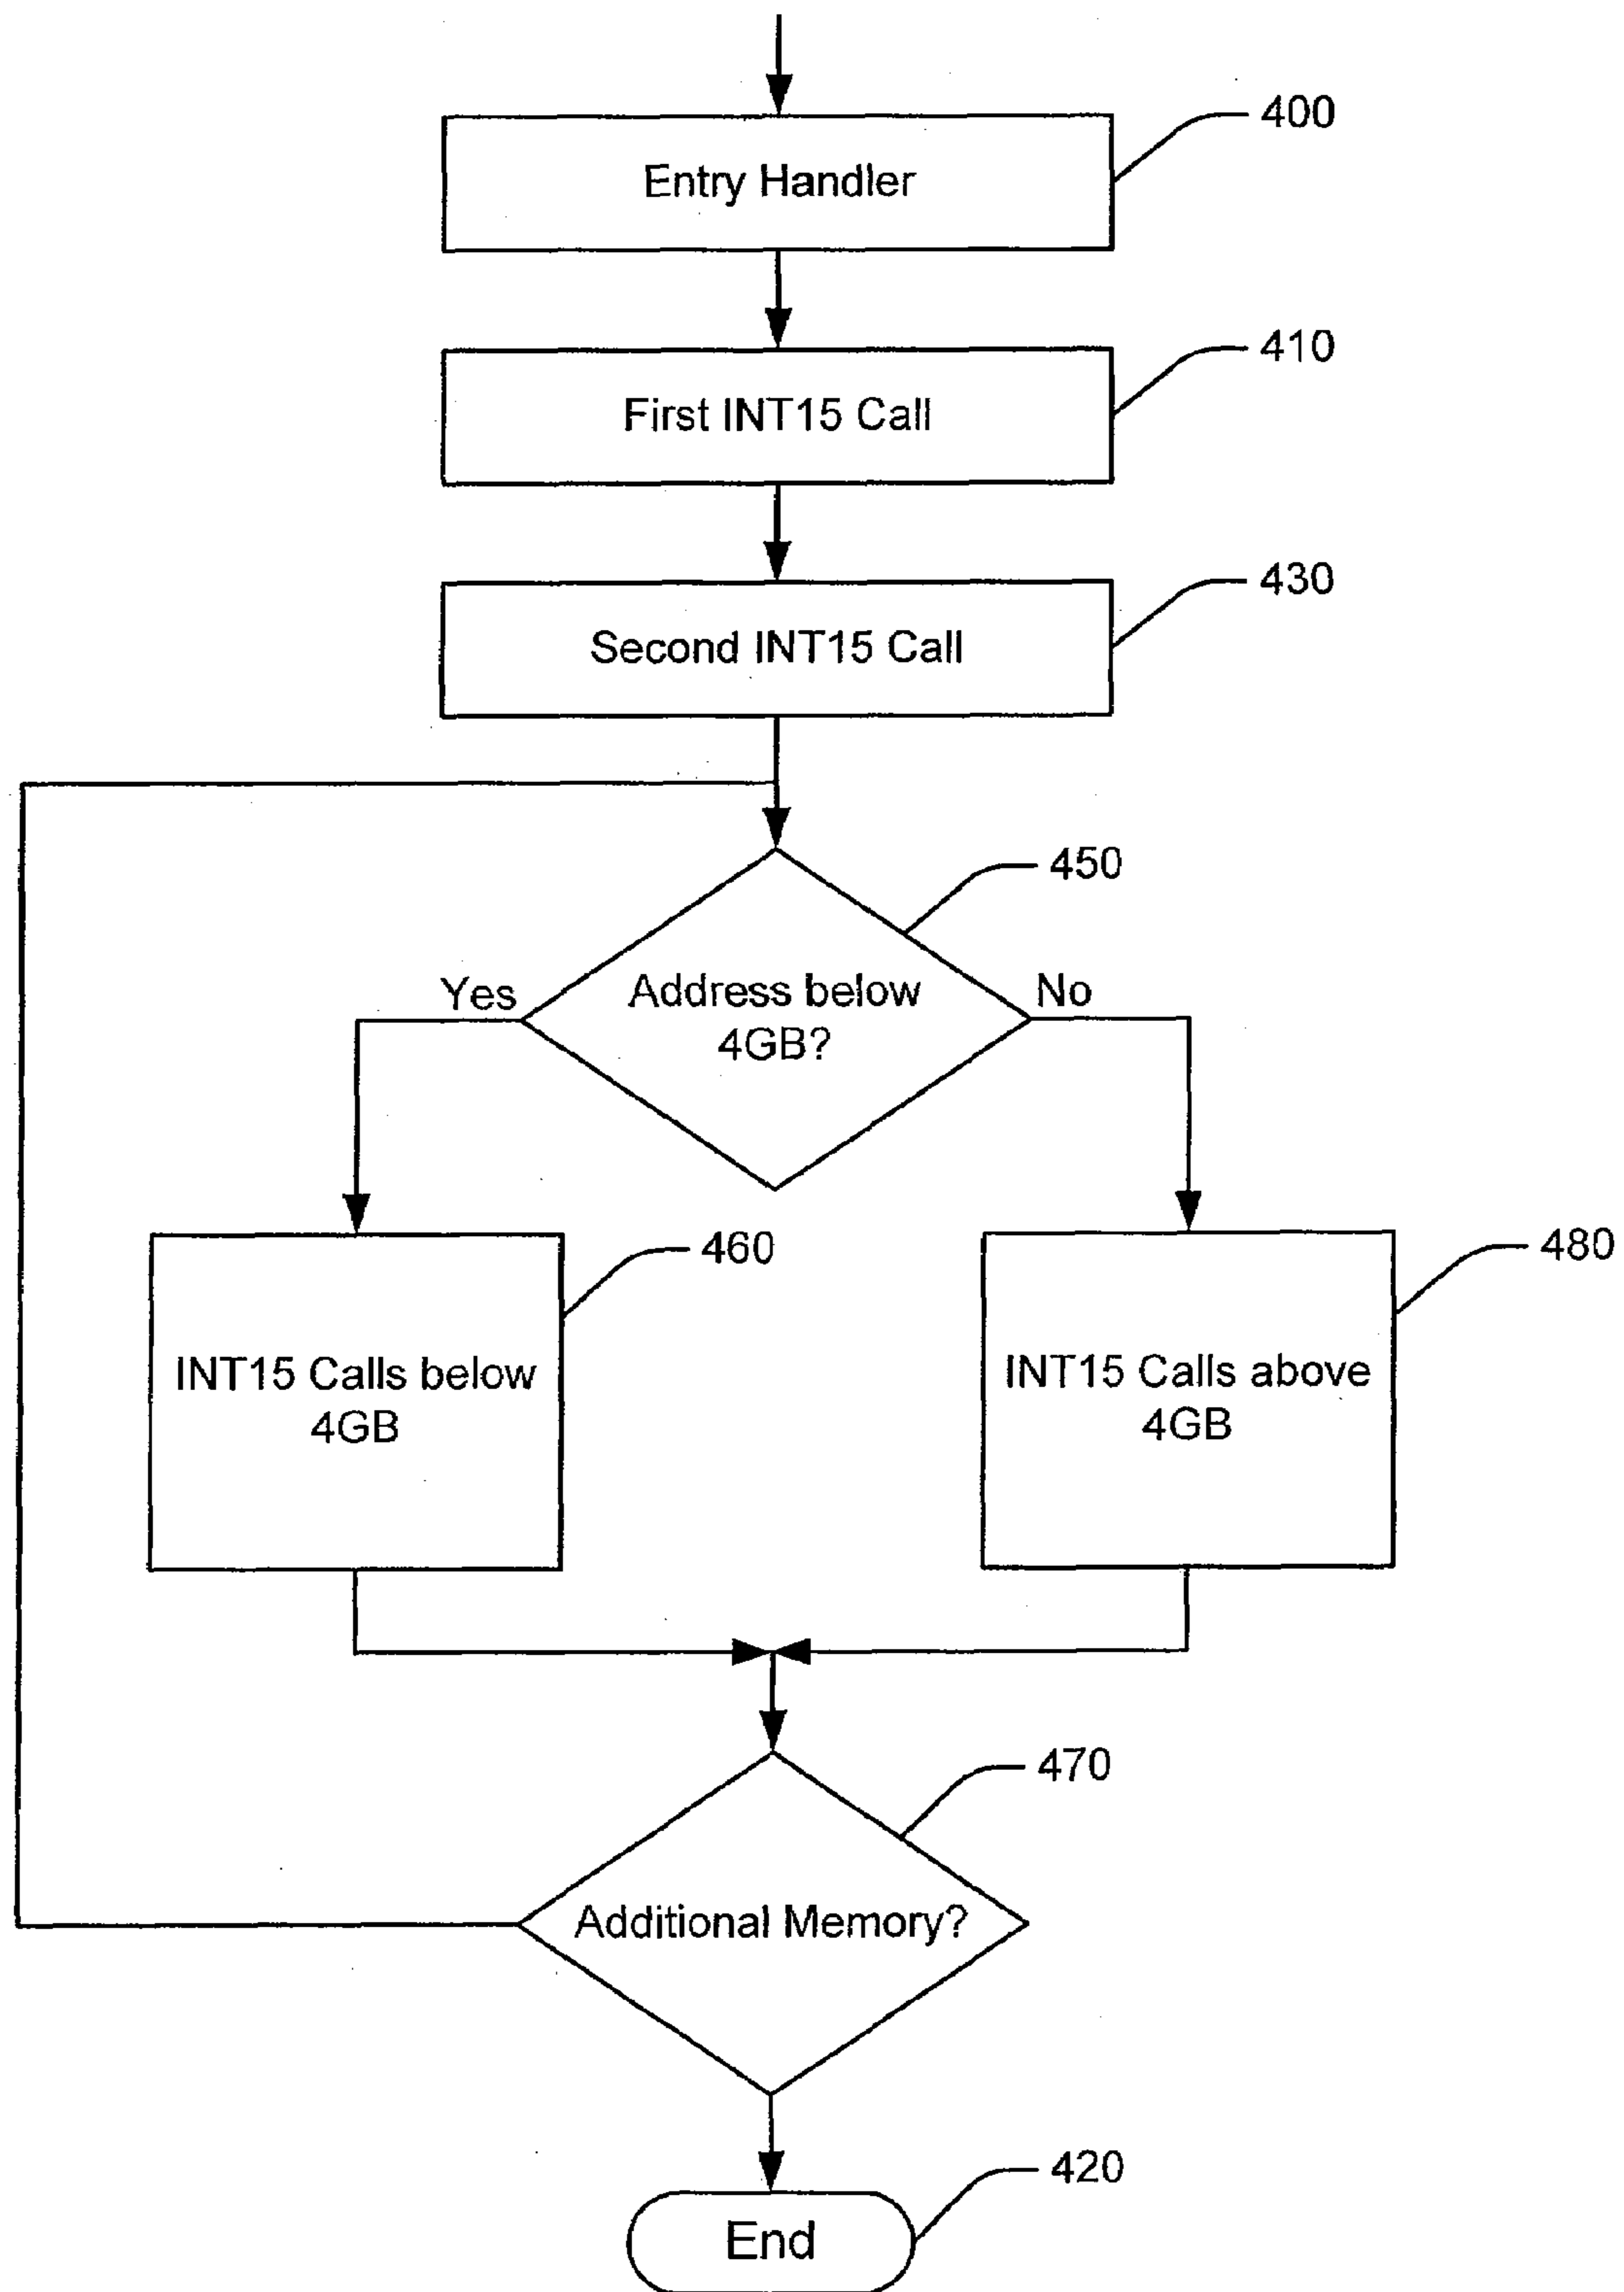 400
Entry Handler
410
First INT15 Call
430
Second INT15 Call
450
Yes
Address below
4GB?
No
460
INT15 Calls below
4GB
480
INT15 Calls above
4GB
470
Additional Memory?
420
End